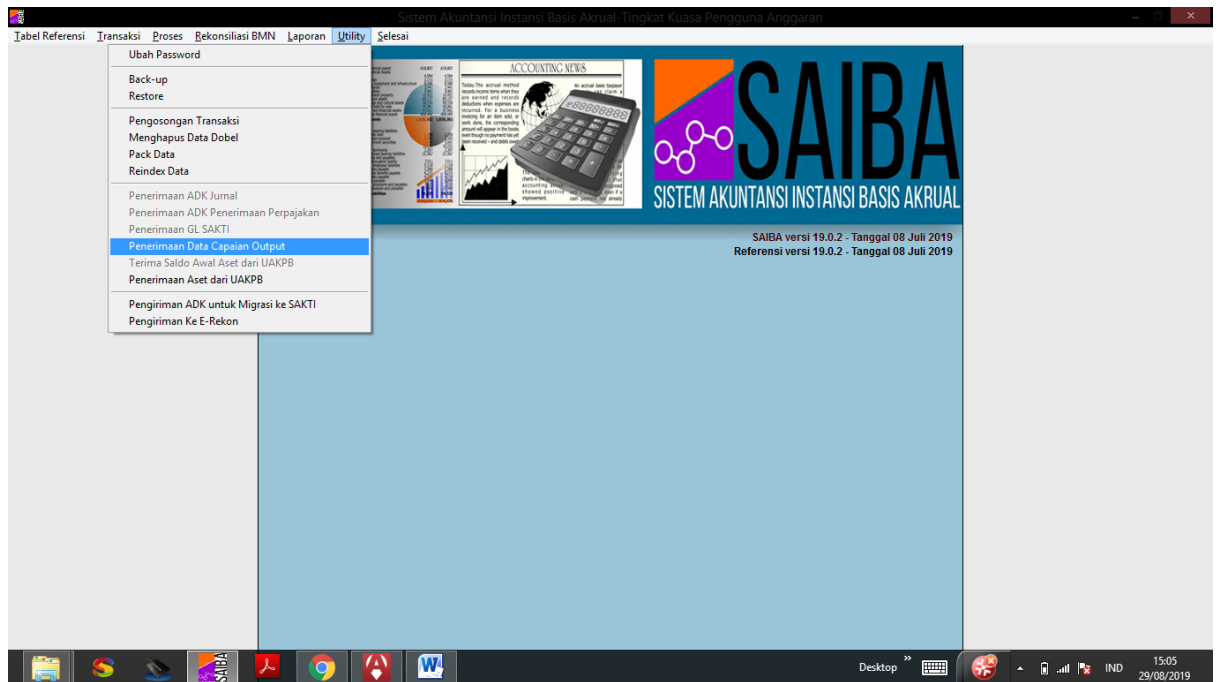 Sistem Akuntansi Instansi Basis Akrual-Tingkat Kuasa Pengguna Anggaran
Tabel Referensi Transaksi Proses Rekonsiliasi BMN Laporan Utility Selesai
Ubah Password
Back-up
Restore
Pengosongan Transaksi
Menghapus Data Dobel
Pack Data
Reindex Data
Penerimaan ADK Jurnal
Penerimaan ADK Penerimaan Perpajakan
Penerimaan GL SAKTI
Penerimaan Data Capaian Output
Terima Saldo Awal Aset dari UAKPB
Penerimaan Aset dari UAKPB
Pengiriman ADK untuk Migrasi ke SAKTI
Pengiriman Ke E-Rekon
ACCOUNTING NEWS
SAIBA
SISTEM AKUNTANSI INSTANSI BASIS AKRUAL
SAIBA versi 19.0.2 - Tanggal 08 Juli 2019
Referensi versi 19.0.2 - Tanggal 08 Juli 2019
SAIBA
Desktop
IND
15:05
29/08/2019